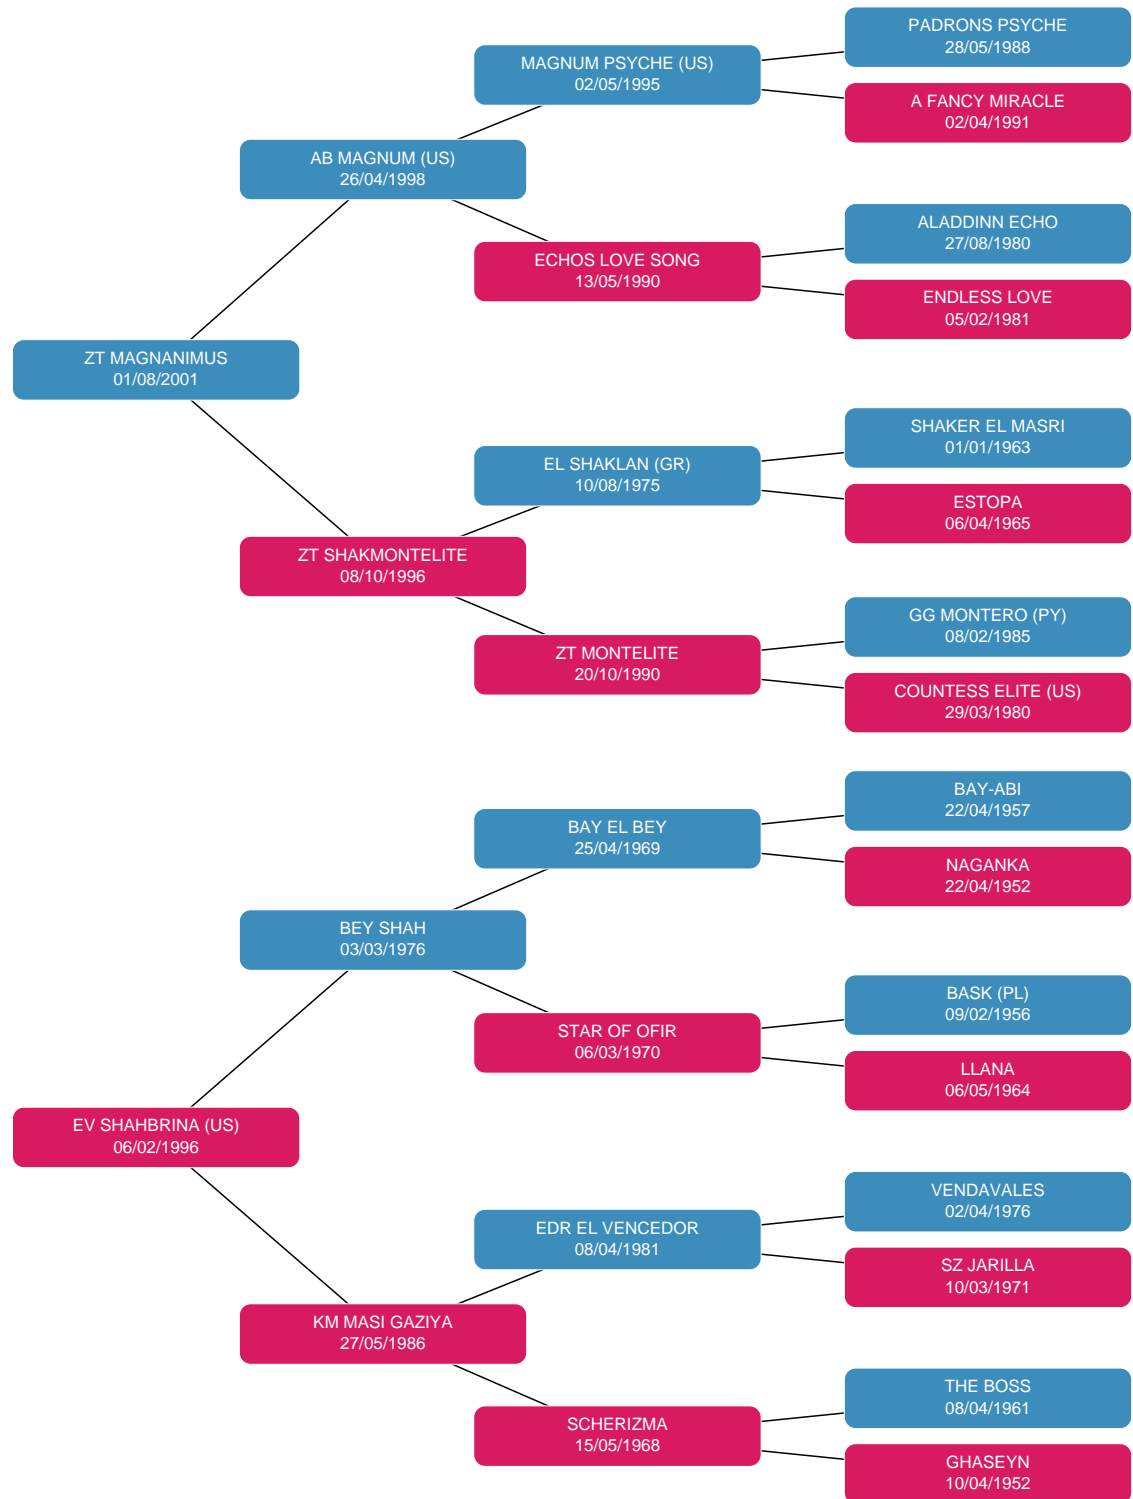 PADRONS PSYCHE
28/05/1988
MAGNUM PSYCHE (US)
02/05/1995
A FANCY MIRACLE
02/04/1991
AB MAGNUM (US)
26/04/1998
ALADDINN ECHO
27/08/1980
ECHOS LOVE SONG
13/05/1990
ENDLESS LOVE
05/02/1981
ZT MAGNANIMUS
01/08/2001
SHAKER EL MASRI
01/01/1963
EL SHAKLAN (GR)
10/08/1975
ESTOPA
06/04/1965
ZT SHAKMONTELITE
08/10/1996
GG MONTERO (PY)
08/02/1985
ZT MONTELITE
20/10/1990
COUNTESS ELITE (US)
29/03/1980
BAY-ABI
22/04/1957
BAY EL BEY
25/04/1969
NAGANKA
22/04/1952
BEY SHAH
03/03/1976
BASK (PL)
09/02/1956
STAR OF OFIR
06/03/1970
LLANA
06/05/1964
EV SHAHBRINA (US)
06/02/1996
VENDAVALES
02/04/1976
EDR EL VENCEDOR
08/04/1981
SZ JARILLA
10/03/1971
KM MASI GAZIYA
27/05/1986
THE BOSS
08/04/1961
SCHERIZMA
15/05/1968
GHASEYN
10/04/1952